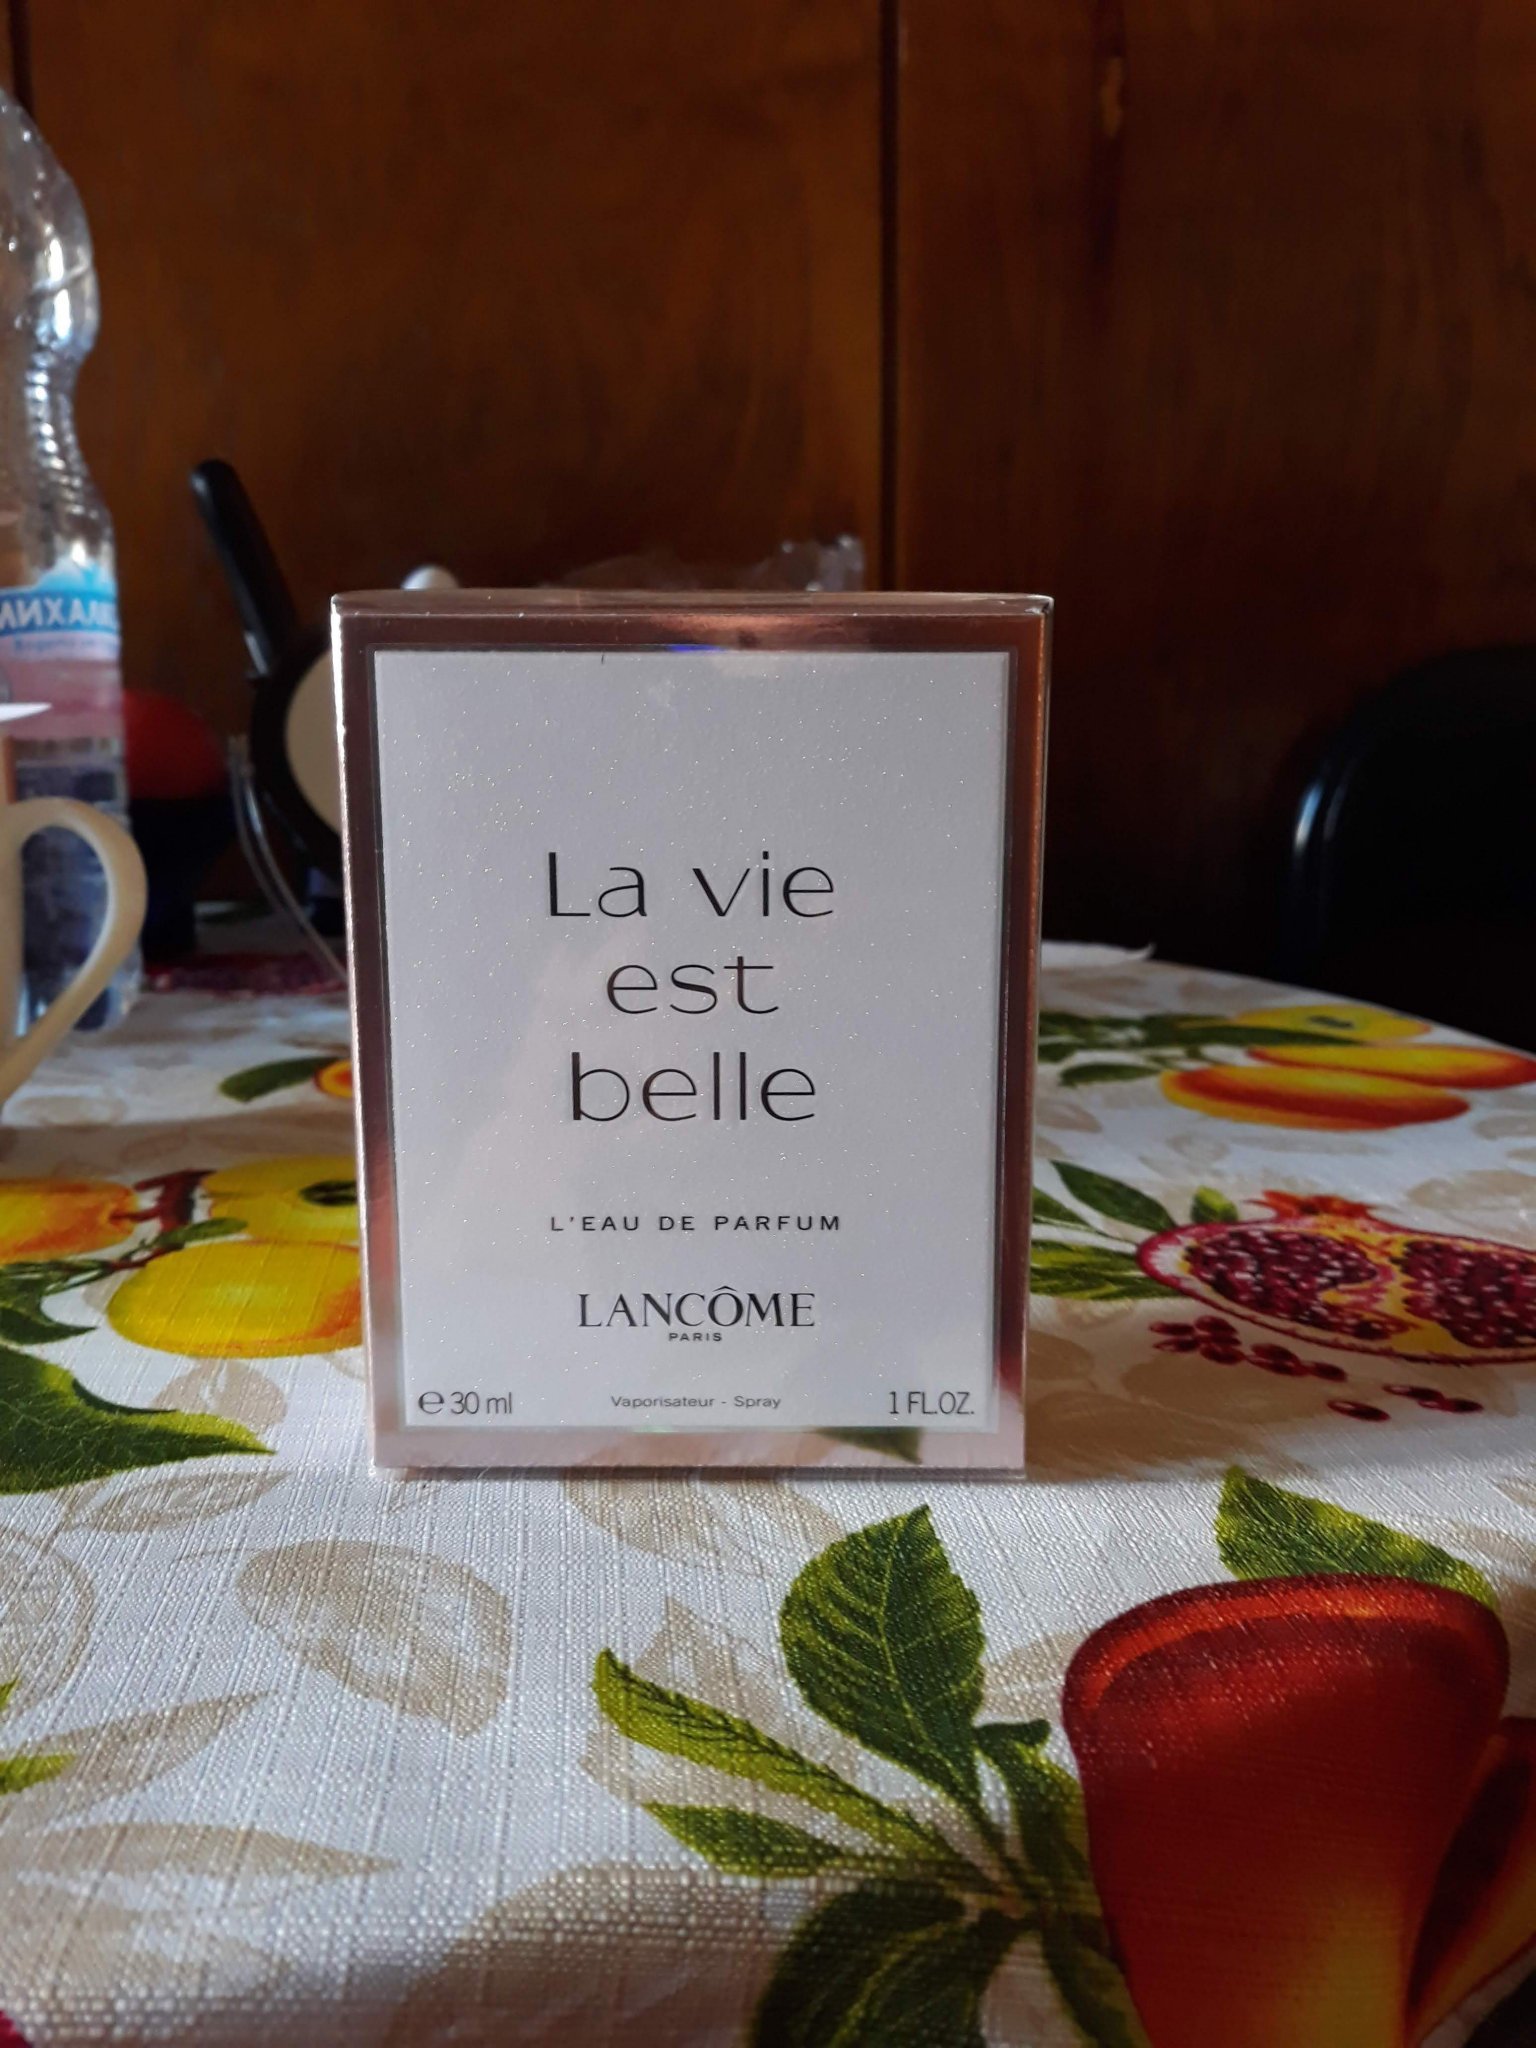 La vie
est
belle
L'EAU DE PARFUM
LANCÔME
PARIS
℮ 30 ml Vaporisateur - Spray 1 FL.OZ.